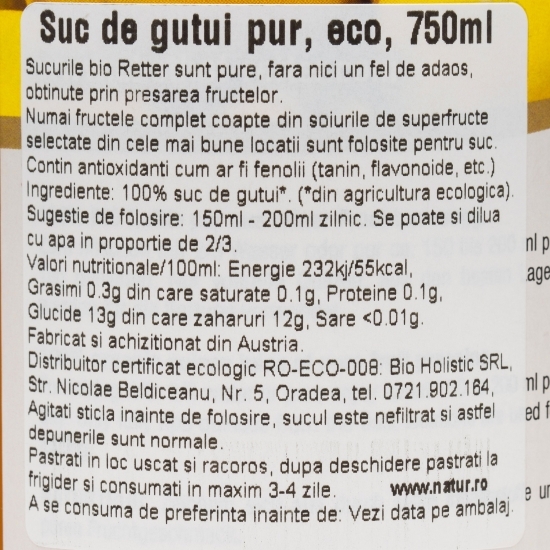 Suc de gutui pur, eco, 750ml
Sucurile bio Retter sunt pure, fara nici un fel de adaos,
obtinute prin presarea fructelor.
Numai fructele complet coapte din soiurile de superfructe
selectate din cele mai bune locatii sunt folosite pentru suc.
Contin antioxidanti cum ar fi fenolii (tanin, flavonoide, etc.)
Ingrediente: 100% suc de gutui*. (*din agricultura ecologica).
Sugestie de folosire: 150ml - 200ml zilnic. Se poate si dilua
cu apa in proportie de 2/3.
Valori nutritionale/100ml: Energie 232kj/55kcal,
Grasimi 0.3g din care saturate 0.1g, Proteine 0.1g,
Glucide 13g din care zaharuri 12g, Sare <0.01g.
Fabricat si achizitionat din Austria.
Distribuitor certificat ecologic RO-ECO-008: Bio Holistic SRL,
Str. Nicolae Beldiceanu, Nr. 5, Oradea, tel. 0721.902.164,
Agitati sticla inainte de folosire, sucul este nefiltrat si astfel
depunerile sunt normale.
Pastrati in loc uscat si racoros, dupa deschidere pastrati la
frigider si consumati in maxim 3-4 zile. www.natur.ro
A se consuma de preferinta inainte de: Vezi data pe ambalaj.